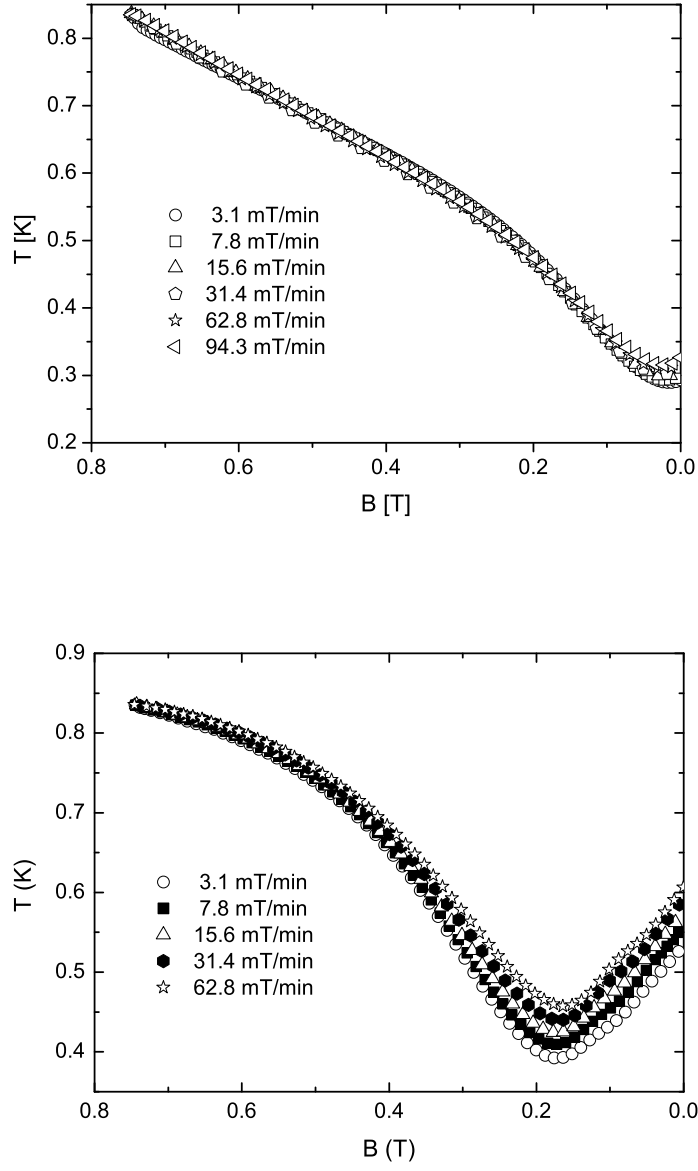 0.8
0.7
0.6
0.5
0.4
0.3
0.2
T [K]
3.1 mT/min
7.8 mT/min
15.6 mT/min
31.4 mT/min
62.8 mT/min
94.3 mT/min
0.8 0.6 0.4 0.2 0.0
B [T]
0.9
0.8
0.7
0.6
0.5
0.4
T (K)
3.1 mT/min
7.8 mT/min
15.6 mT/min
31.4 mT/min
62.8 mT/min
0.8 0.6 0.4 0.2 0.0
B (T)